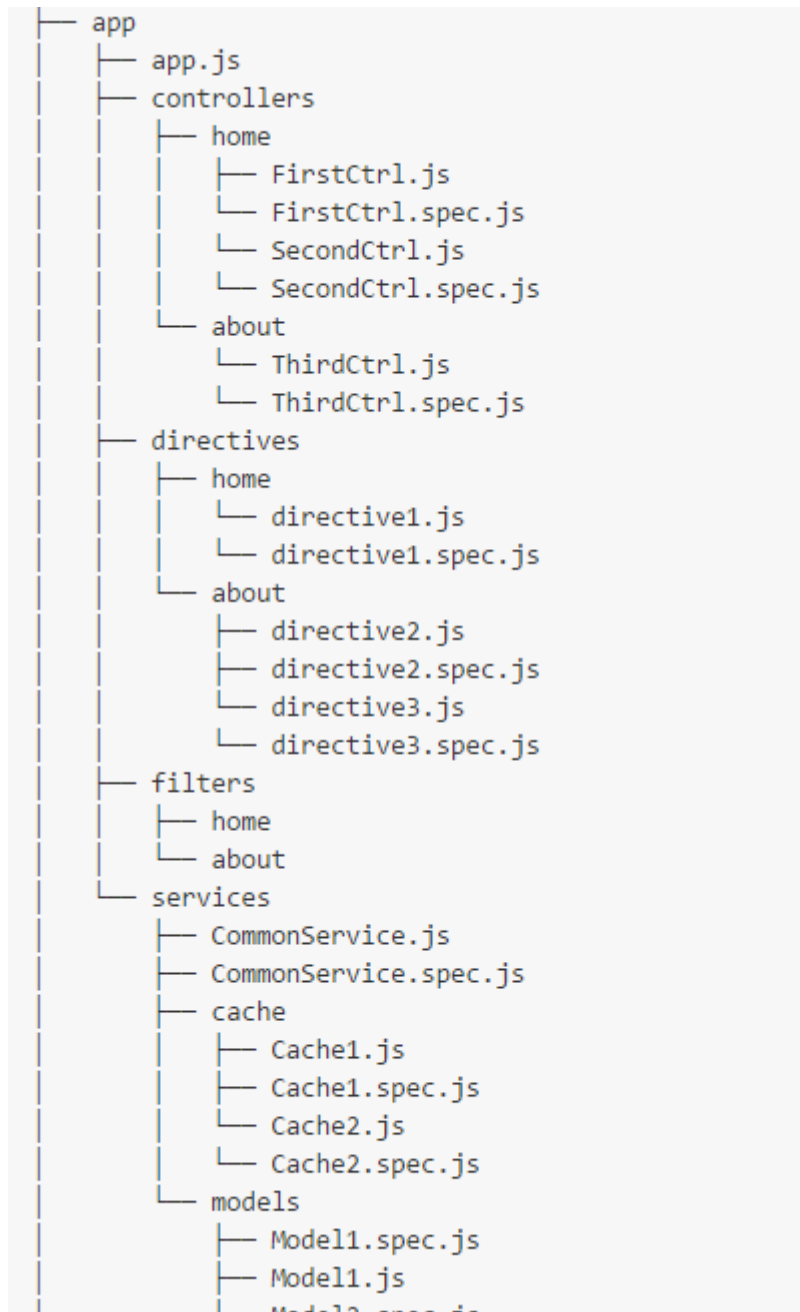 ├── app
│   ├── app.js
│   ├── controllers
│   │   ├── home
│   │   │   ├── FirstCtrl.js
│   │   │   └── FirstCtrl.spec.js
│   │   │   └── SecondCtrl.js
│   │   │   └── SecondCtrl.spec.js
│   │   └── about
│   │       └── ThirdCtrl.js
│   │       └── ThirdCtrl.spec.js
│   ├── directives
│   │   ├── home
│   │   │   └── directive1.js
│   │   │   └── directive1.spec.js
│   │   └── about
│   │       ├── directive2.js
│   │       ├── directive2.spec.js
│   │       └── directive3.js
│   │       └── directive3.spec.js
│   ├── filters
│   │   ├── home
│   │   └── about
│   └── services
│       ├── CommonService.js
│       ├── CommonService.spec.js
│       ├── cache
│       │   ├── Cache1.js
│       │   ├── Cache1.spec.js
│       │   └── Cache2.js
│       │   └── Cache2.spec.js
│       └── models
│           ├── Model1.spec.js
│           ├── Model1.js